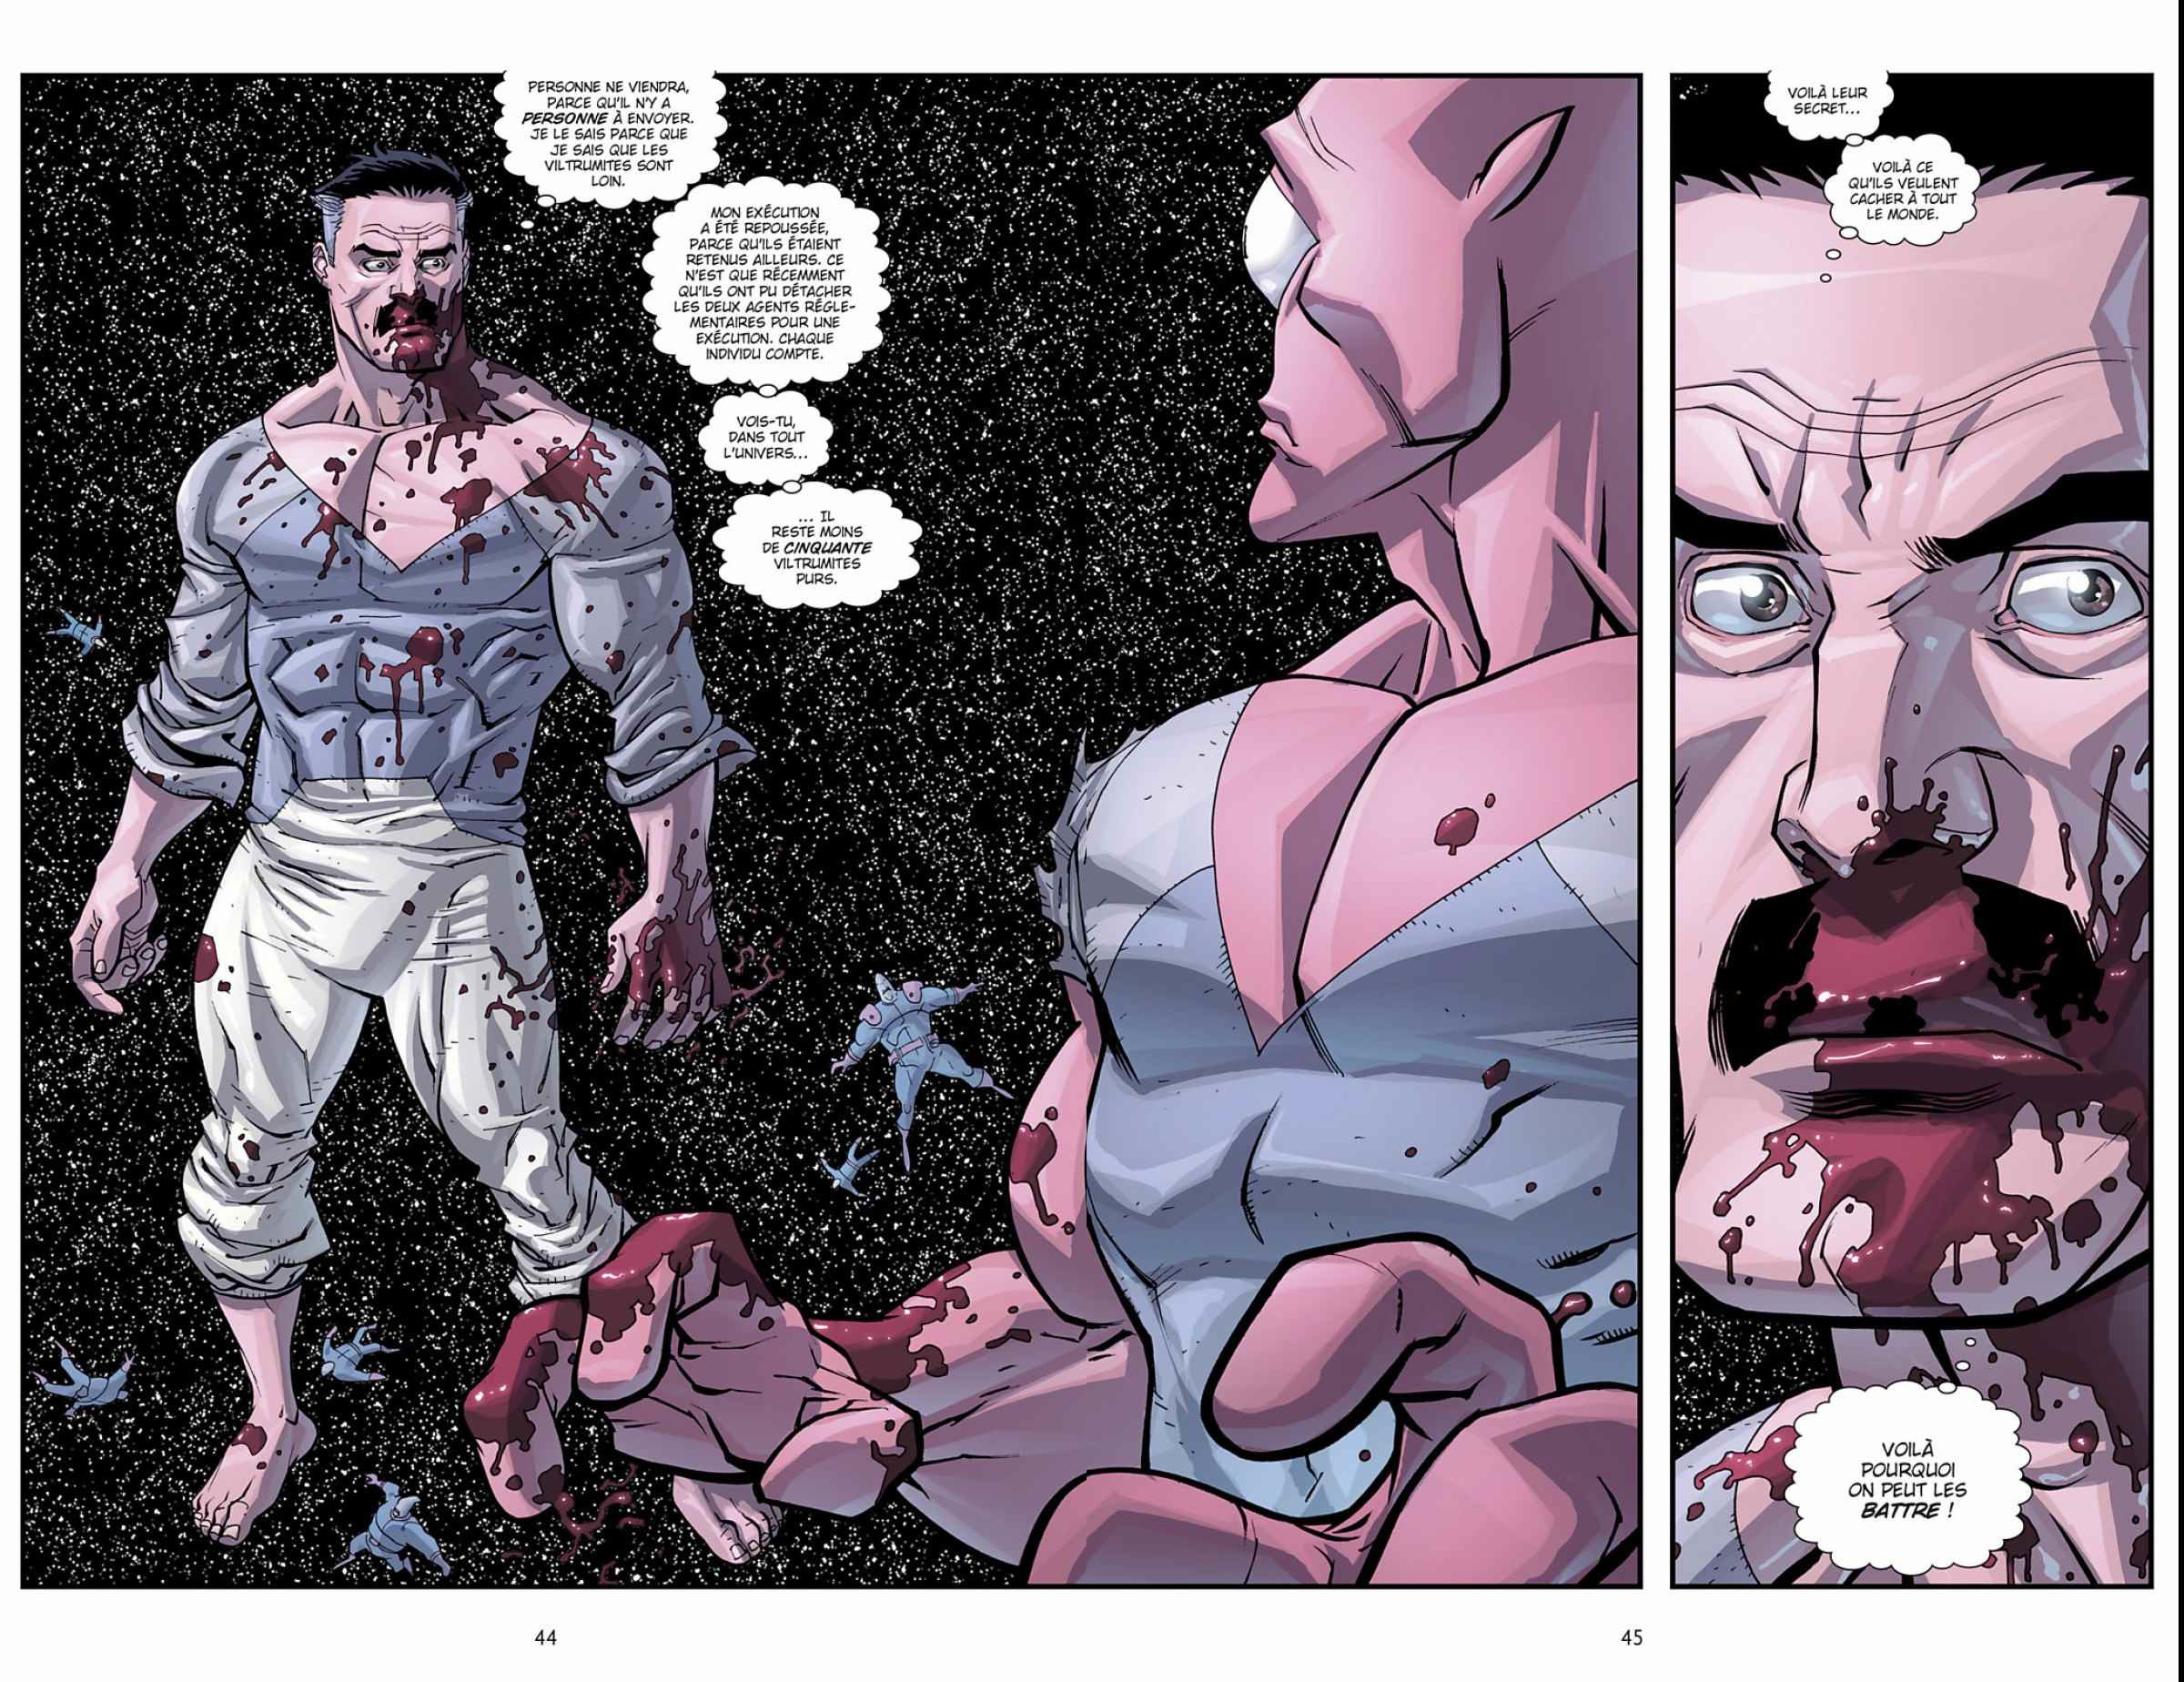 PERSONNE NE VIENDRA,
PARCE QU'IL N'Y A
PERSONNE À ENVOYER.
JE LE SAIS PARCE QUE
JE SAIS QUE LES
VILTRUMITES SONT
LOIN.
MON EXÉCUTION
A ÉTÉ REPOUSSÉE,
PARCE QU'ILS ÉTAIENT
RETENUS AILLEURS. CE
N'EST QUE RÉCEMMENT
QU'ILS ONT PU DÉTACHER
LES DEUX AGENTS RÉGLE-
MENTAIRES POUR UNE
EXÉCUTION. CHAQUE
INDIVIDU COMPTE.
VOIS-TU,
DANS TOUT
L'UNIVERS...
... IL
RESTE MOINS
DE CINQUANTE
VILTRUMITES
PURS.
VOILÀ LEUR
SECRET...
VOILÀ CE
QU'ILS VEULENT
CACHER À TOUT
LE MONDE.
VOILÀ
POURQUOI
ON PEUT LES
BATTRE !
44
45